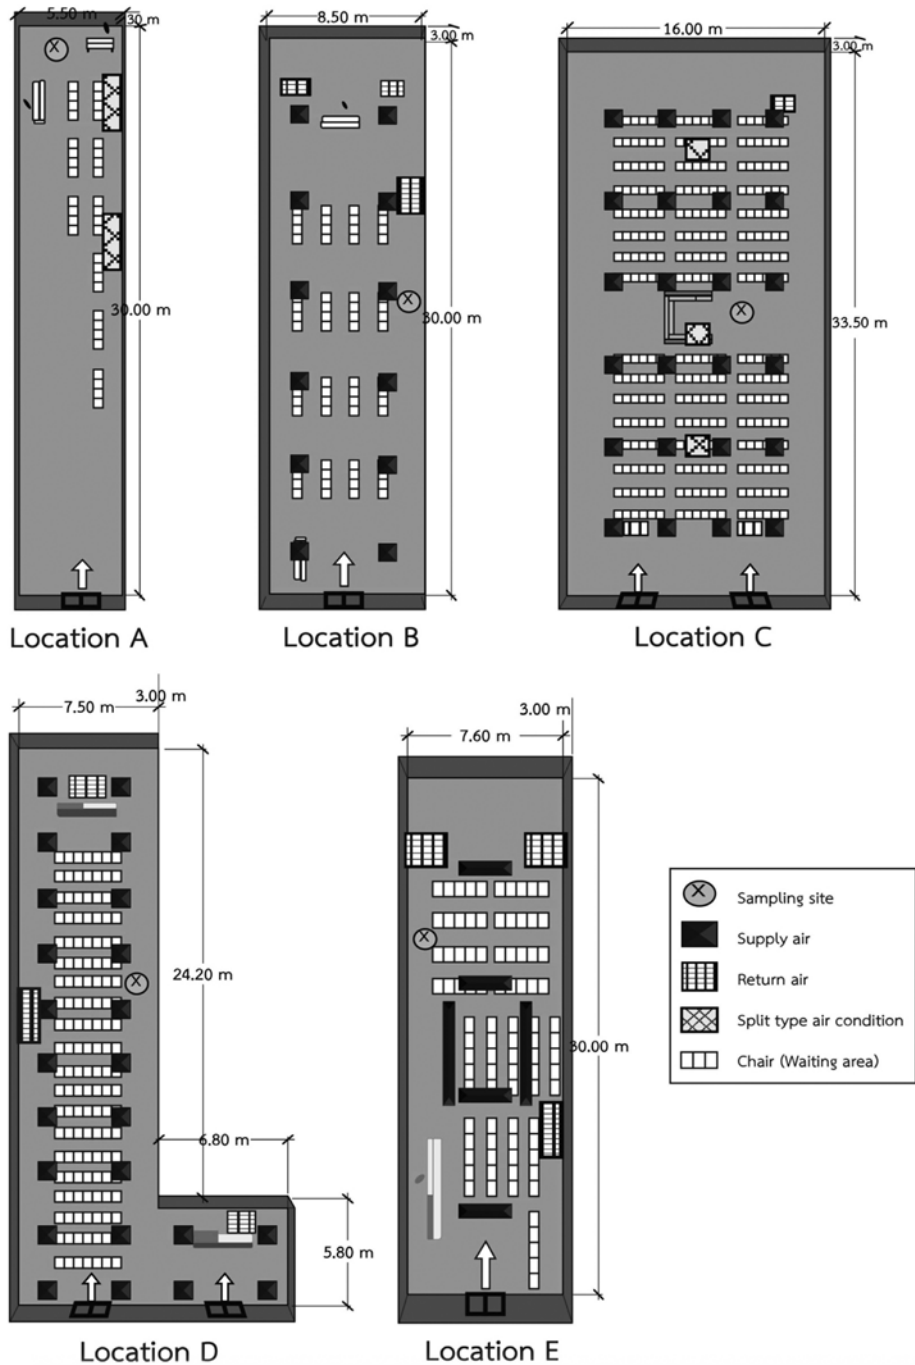 5.50 m
30 m
8.50 m
3.00 m
16.00 m
3.00 m
30.00 m
30.00 m
33.50 m
Location A
Location B
Location C
3.00 m
7.50 m
3.00 m
7.60 m
24.20 m
6.80 m
5.80 m
30.00 m
Sampling site
Supply air
Return air
Split type air condition
Chair (Waiting area)
Location D
Location E